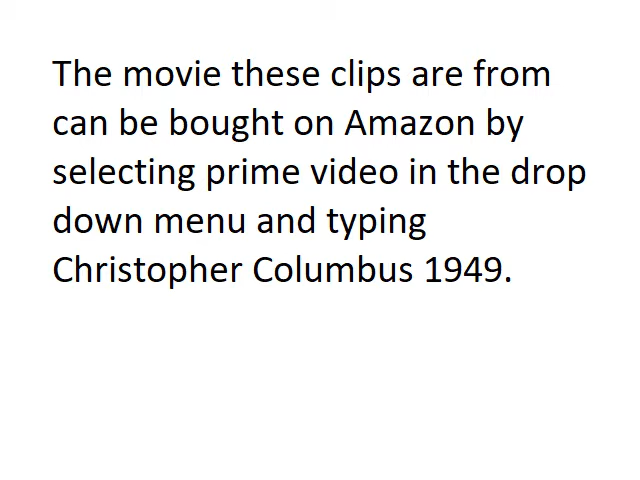 The movie these clips are from
can be bought on Amazon by
selecting prime video in the drop
down menu and typing
Christopher Columbus 1949.